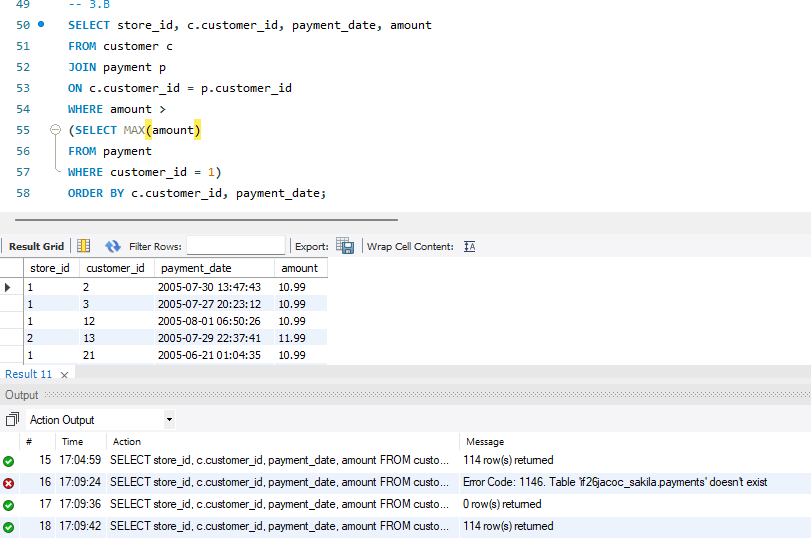 49 -- 3.B
50 SELECT store_id, c.customer_id, payment_date, amount
51 FROM customer c
52 JOIN payment p
53 ON c.customer_id = p.customer_id
54 WHERE amount >
55 (SELECT MAX(amount)
56 FROM payment
57 WHERE customer_id = 1)
58 ORDER BY c.customer_id, payment_date;
Result Grid Filter Rows: Export: Wrap Cell Content: IA
store_id customer_id payment_date amount
1 2 2005-07-30 13:47:43 10.99
1 3 2005-07-27 20:23:12 10.99
1 12 2005-08-01 06:50:26 10.99
2 13 2005-07-29 22:37:41 11.99
1 21 2005-06-21 01:04:35 10.99
Result 11 ×
Output
Action Output
# Time Action Message
15 17:04:59 SELECT store_id, c.customer_id, payment_date, amount FROM custo... 114 row(s) returned
16 17:09:24 SELECT store_id, c.customer_id, payment_date, amount FROM custo... Error Code: 1146. Table 'if26jacoc_sakila.payments' doesn't exist
17 17:09:36 SELECT store_id, c.customer_id, payment_date, amount FROM custo... 0 row(s) returned
18 17:09:42 SELECT store_id, c.customer_id, payment_date, amount FROM custo... 114 row(s) returned